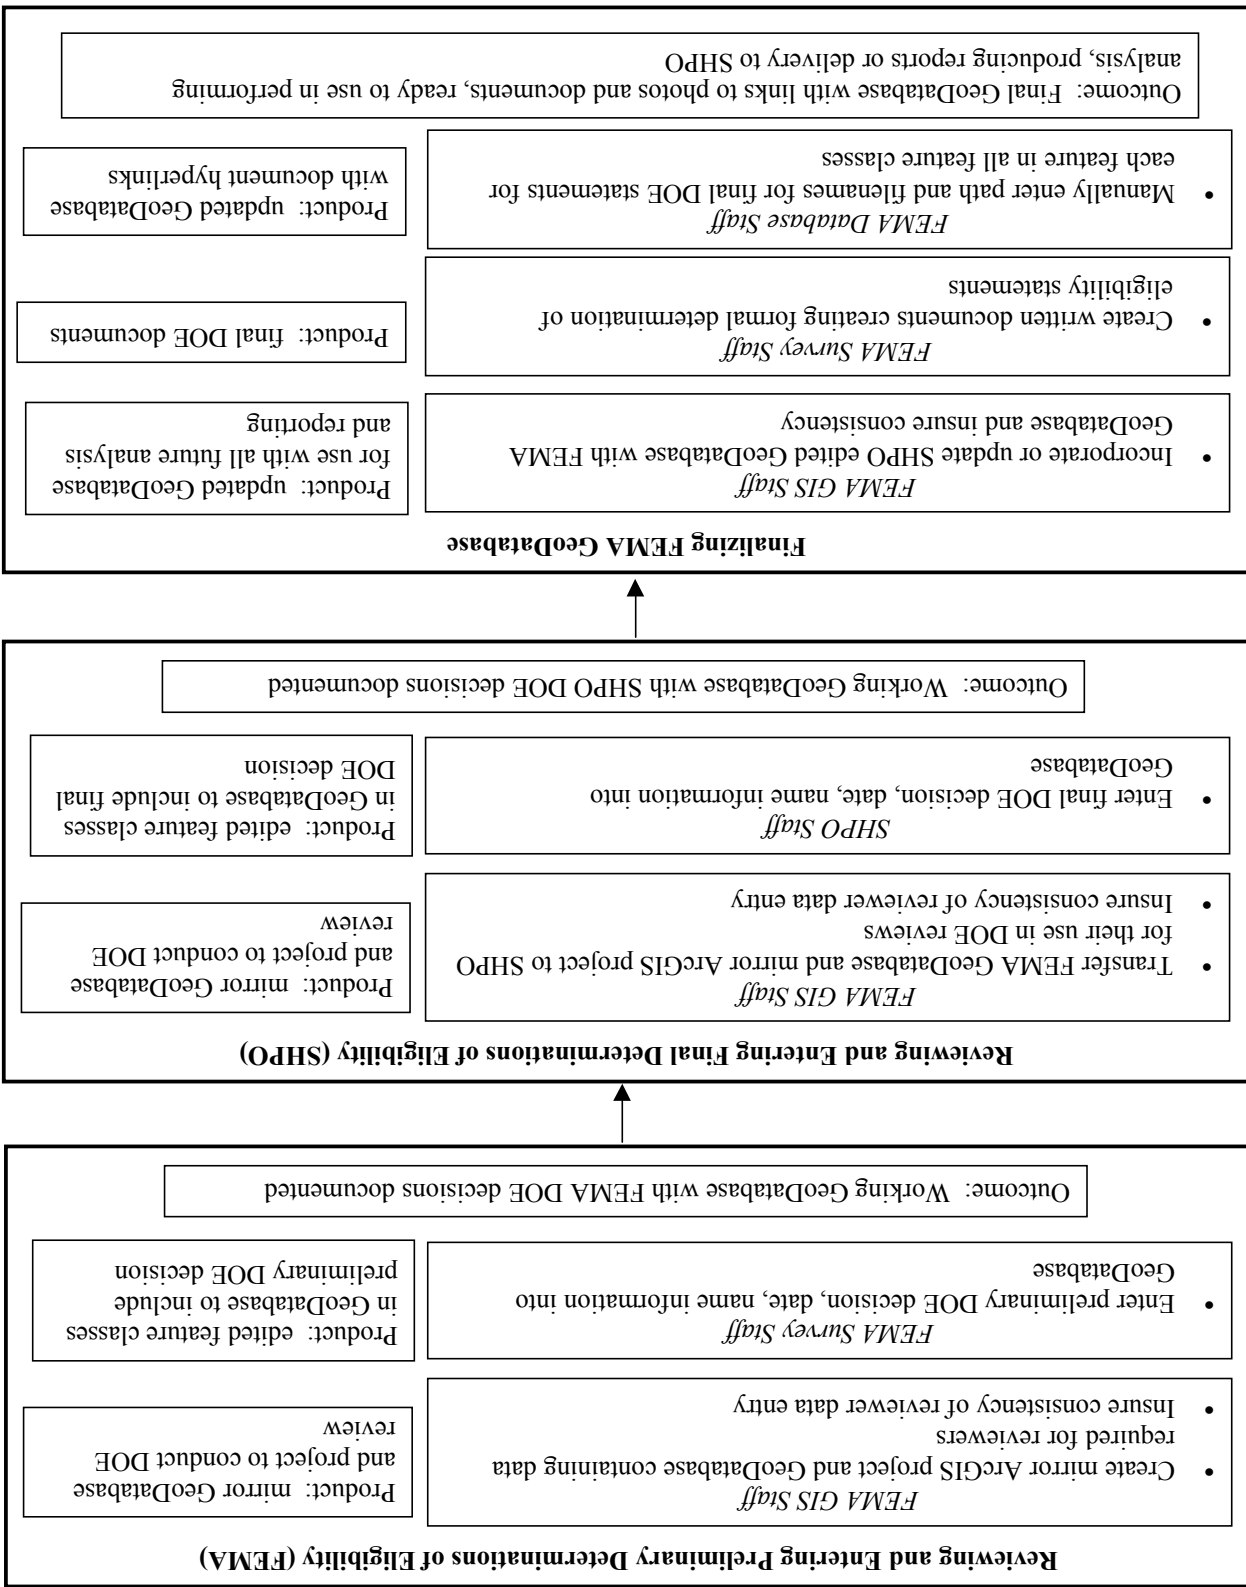 Reviewing and Entering Preliminary Determinations of Eligibility (FEMA)
FEMA GIS Staff
• Create mirror ArcGIS project and GeoDatabase containing data
required for reviewers
• Insure consistency of reviewer data entry
Product: mirror GeoDatabase
and project to conduct DOE
review
FEMA Survey Staff
• Enter preliminary DOE decision, date, name information into
GeoDatabase
Product: edited feature classes
in GeoDatabase to include
preliminary DOE decision
Outcome: Working GeoDatabase with FEMA DOE decisions documented
Reviewing and Entering Final Determinations of Eligibility (SHPO)
FEMA GIS Staff
• Transfer FEMA GeoDatabase and mirror ArcGIS project to SHPO
for their use in DOE reviews
• Insure consistency of reviewer data entry
Product: mirror GeoDatabase
and project to conduct DOE
review
SHPO Staff
• Enter final DOE decision, date, name information into
GeoDatabase
Product: edited feature classes
in GeoDatabase to include final
DOE decision
Outcome: Working GeoDatabase with SHPO DOE decisions documented
Finalizing FEMA GeoDatabase
FEMA GIS Staff
• Incorporate or update SHPO edited GeoDatabase with FEMA
GeoDatabase and insure consistency
Product: updated GeoDatabase
for use with all future analysis
and reporting
FEMA Survey Staff
• Create written documents creating formal determination of
eligibility statements
Product: final DOE documents
FEMA Database Staff
• Manually enter path and filenames for final DOE statements for
each feature in all feature classes
Product: updated GeoDatabase
with document hyperlinks
Outcome: Final GeoDatabase with links to photos and documents, ready to use in performing
analysis, producing reports or delivery to SHPO